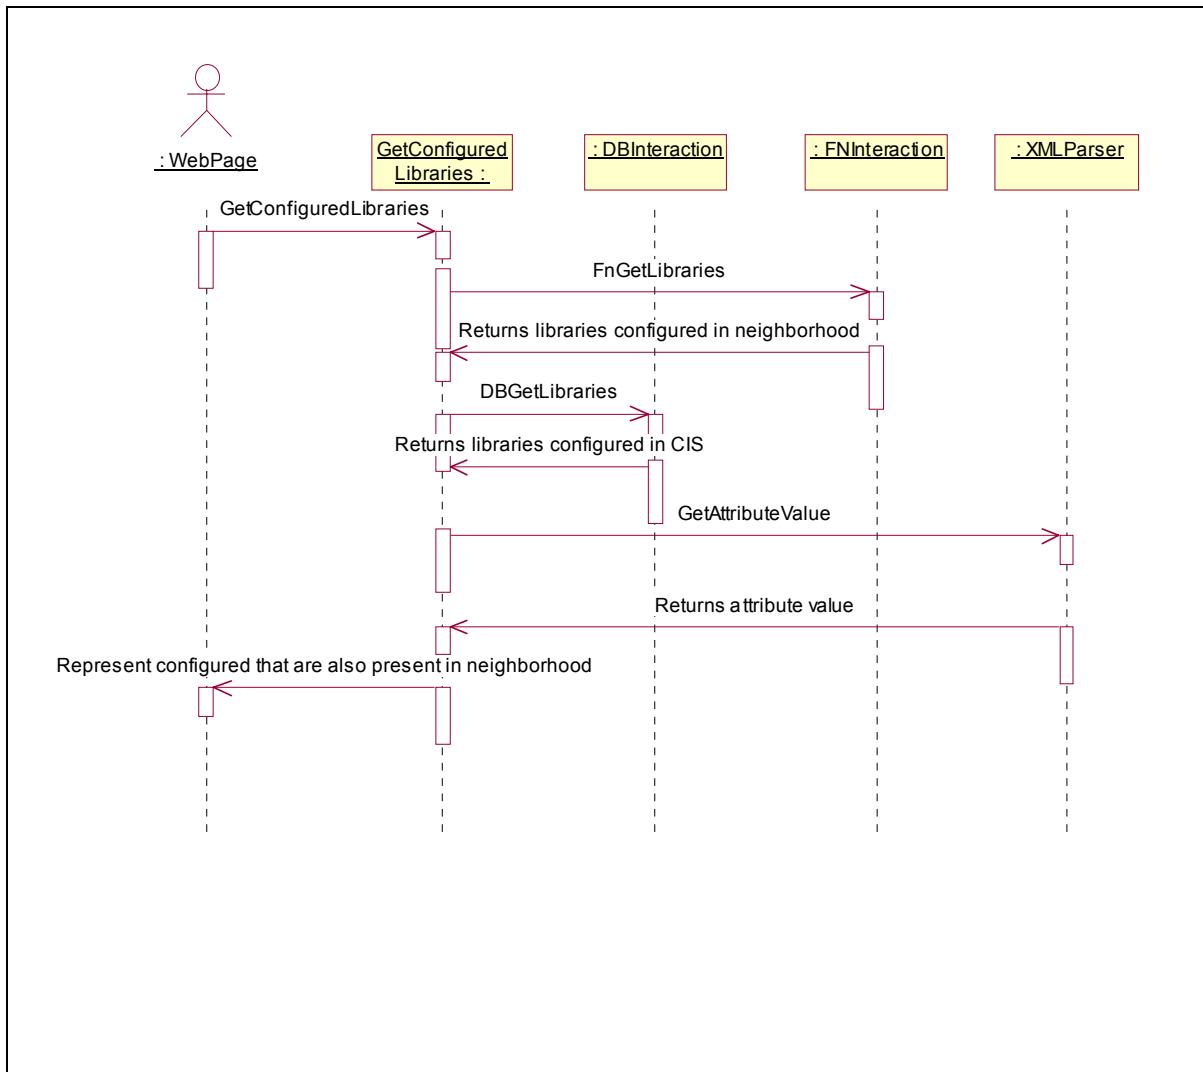 : WebPage
GetConfigured
Libraries :
: DBInteraction
: FNInteraction
: XMLParser
GetConfiguredLibraries
FnGetLibraries
Returns libraries configured in neighborhood
DBGetLibraries
Returns libraries configured in CIS
GetAttributeValue
Returns attribute value
Represent configured that are also present in neighborhood